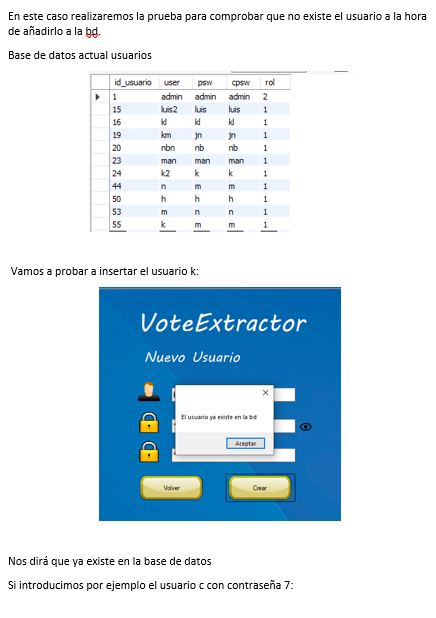 En este caso realizaremos la prueba para comprobar que no existe el usuario a la hora
de añadirlo a la bd.
Base de datos actual usuarios
id_usuario user psw cpsw rol
1 admin admin admin 2
15 luis2 luis luis 1
16 kl kl kl 1
19 km jn jn 1
20 nbn nb nb 1
23 man man man 1
24 k2 k k 1
44 n m m 1
50 h h h 1
53 m n n 1
55 k m m 1
Vamos a probar a insertar el usuario k:
VoteExtractor
Nuevo Usuario
El usuario ya existe en la bd
Aceptar
Volver Crear
Nos dirá que ya existe en la base de datos
Si introducimos por ejemplo el usuario c con contraseña 7: